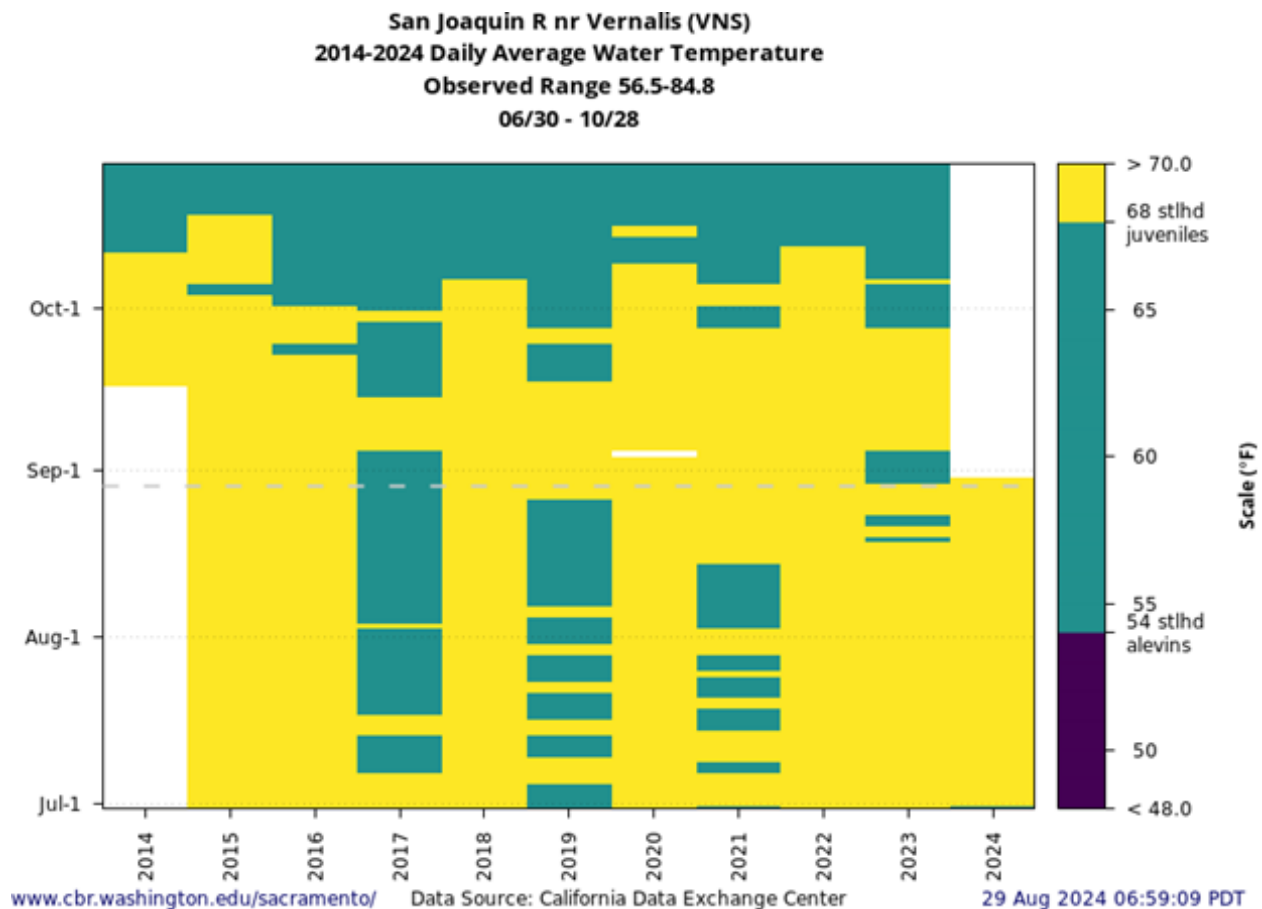 San Joaquin R nr Vernalis (VNS)
2014-2024 Daily Average Water Temperature
Observed Range 56.5-84.8
06/30 - 10/28
Oct-1
Sep-1
Aug-1
Jul-1
2014
2015
2016
2017
2018
2019
2020
2021
2022
2023
2024
> 70.0
68 stlhd
juveniles
65
60
55
54 stlhd
alevins
50
< 48.0
Scale (°F)
www.cbr.washington.edu/sacramento/
Data Source: California Data Exchange Center
29 Aug 2024 06:59:09 PDT